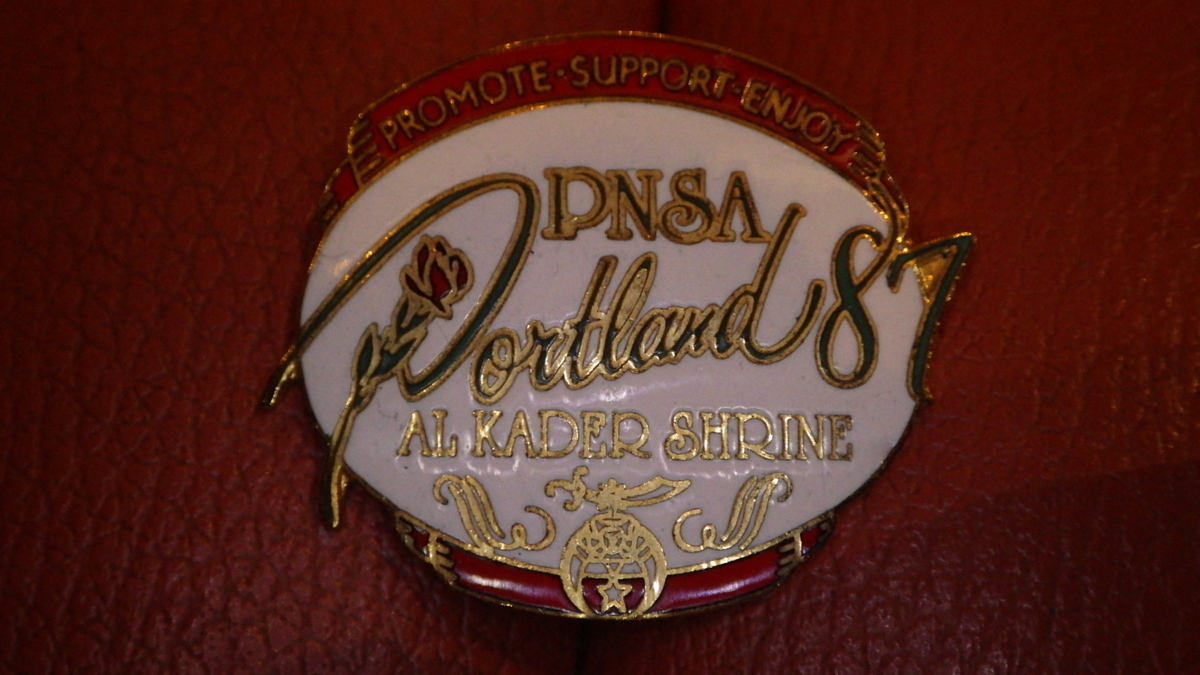 PROMOTE·SUPPORT·ENJOY
PNSA
Portland 87
AL KADER SHRINE